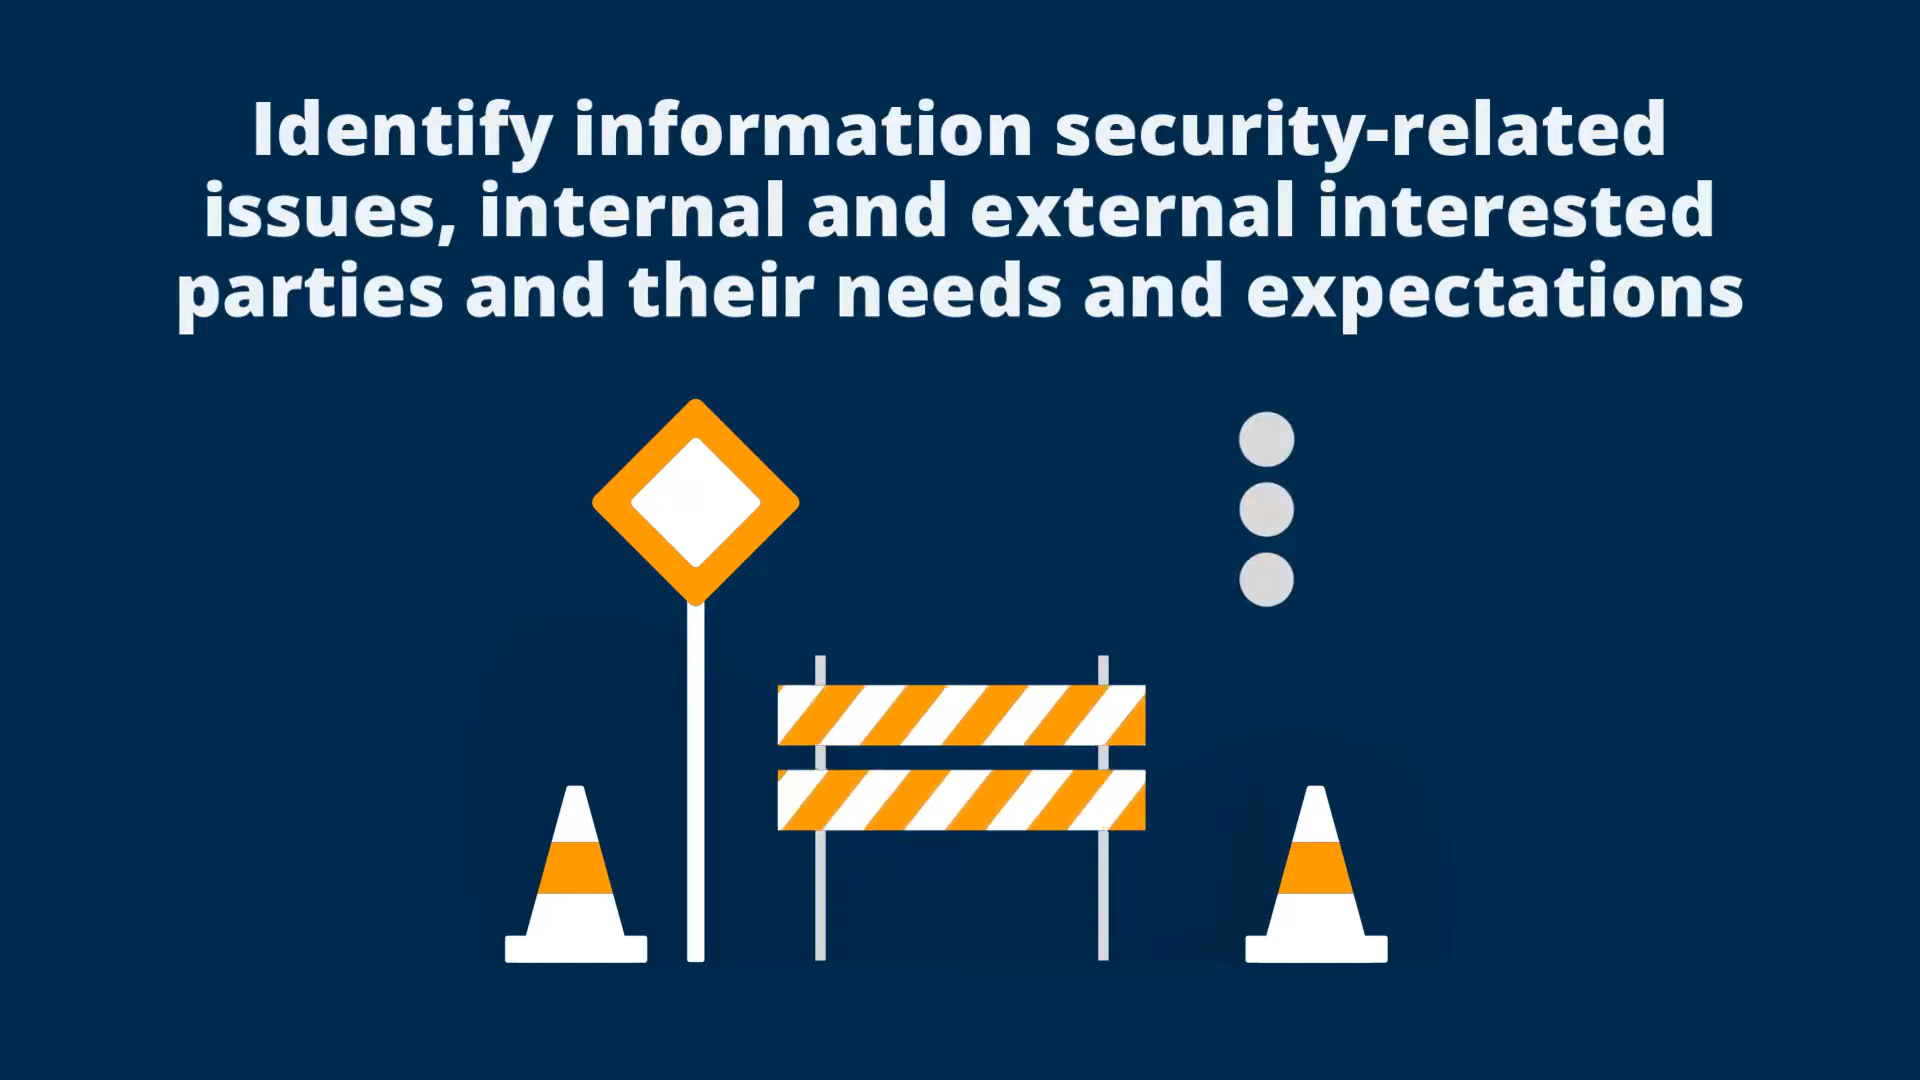 Identify information security-related
issues, internal and external interested
parties and their needs and expectations